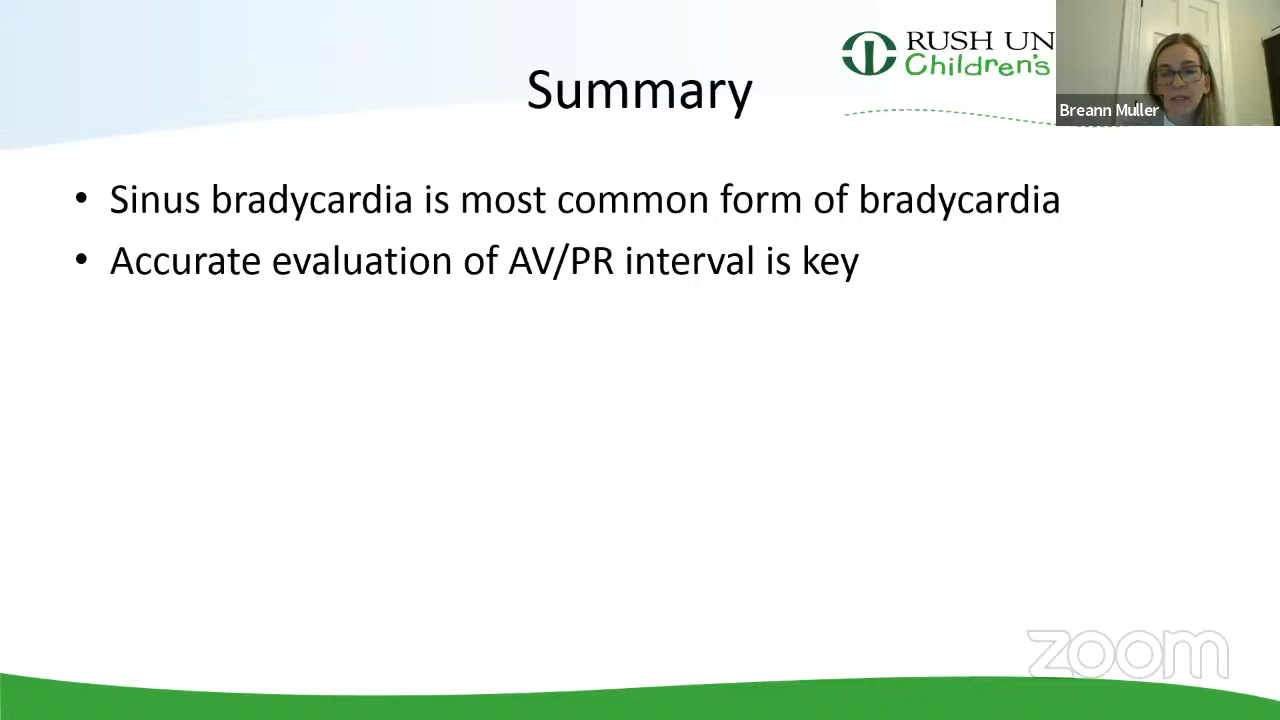 RUSH UN
Children's
Summary
Breann Muller
• Sinus bradycardia is most common form of bradycardia
• Accurate evaluation of AV/PR interval is key
zoom